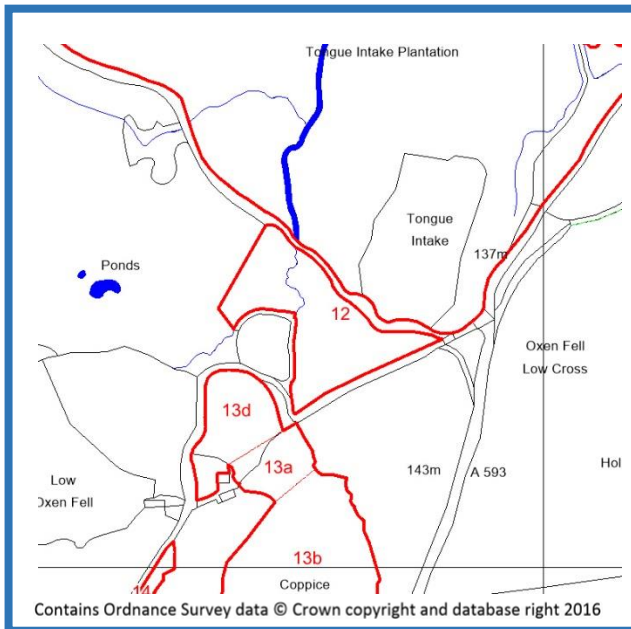 Tongue Intake Plantation
Tongue
Intake
137m
Ponds
12
Oxen Fell
Low Cross
13d
13a
143m
A 593
Hol
Low
Oxen Fell
13b
14
Coppice
Contains Ordnance Survey data © Crown copyright and database right 2016